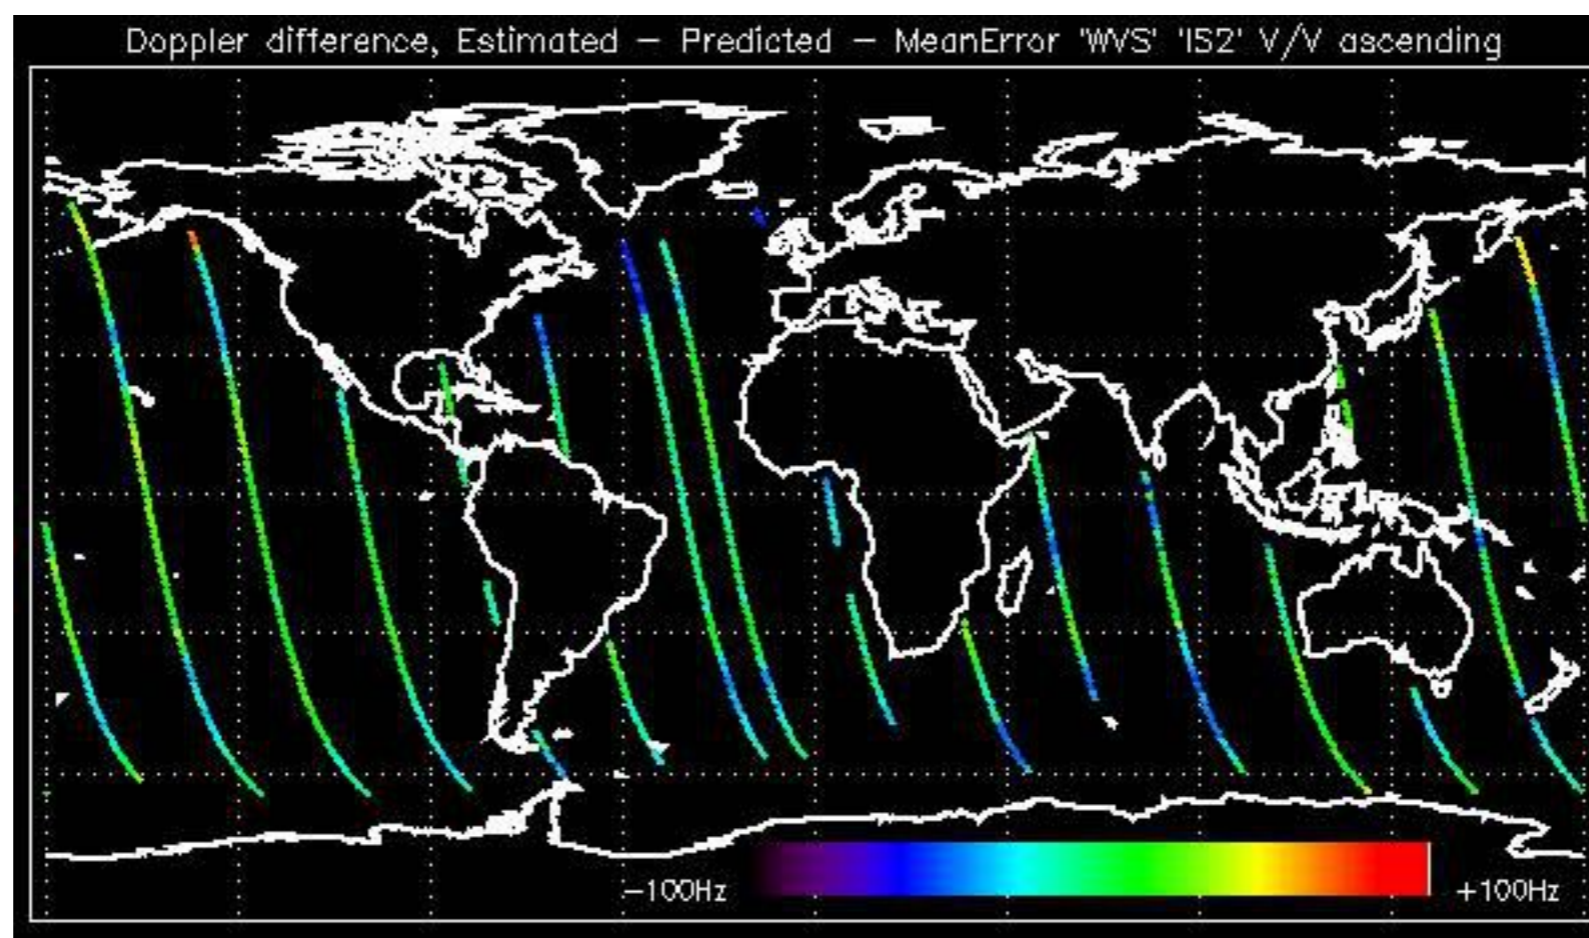 Doppler difference, Estimated – Predicted – MeanError 'WVS' 'IS2' V/V ascending
–100Hz +100Hz